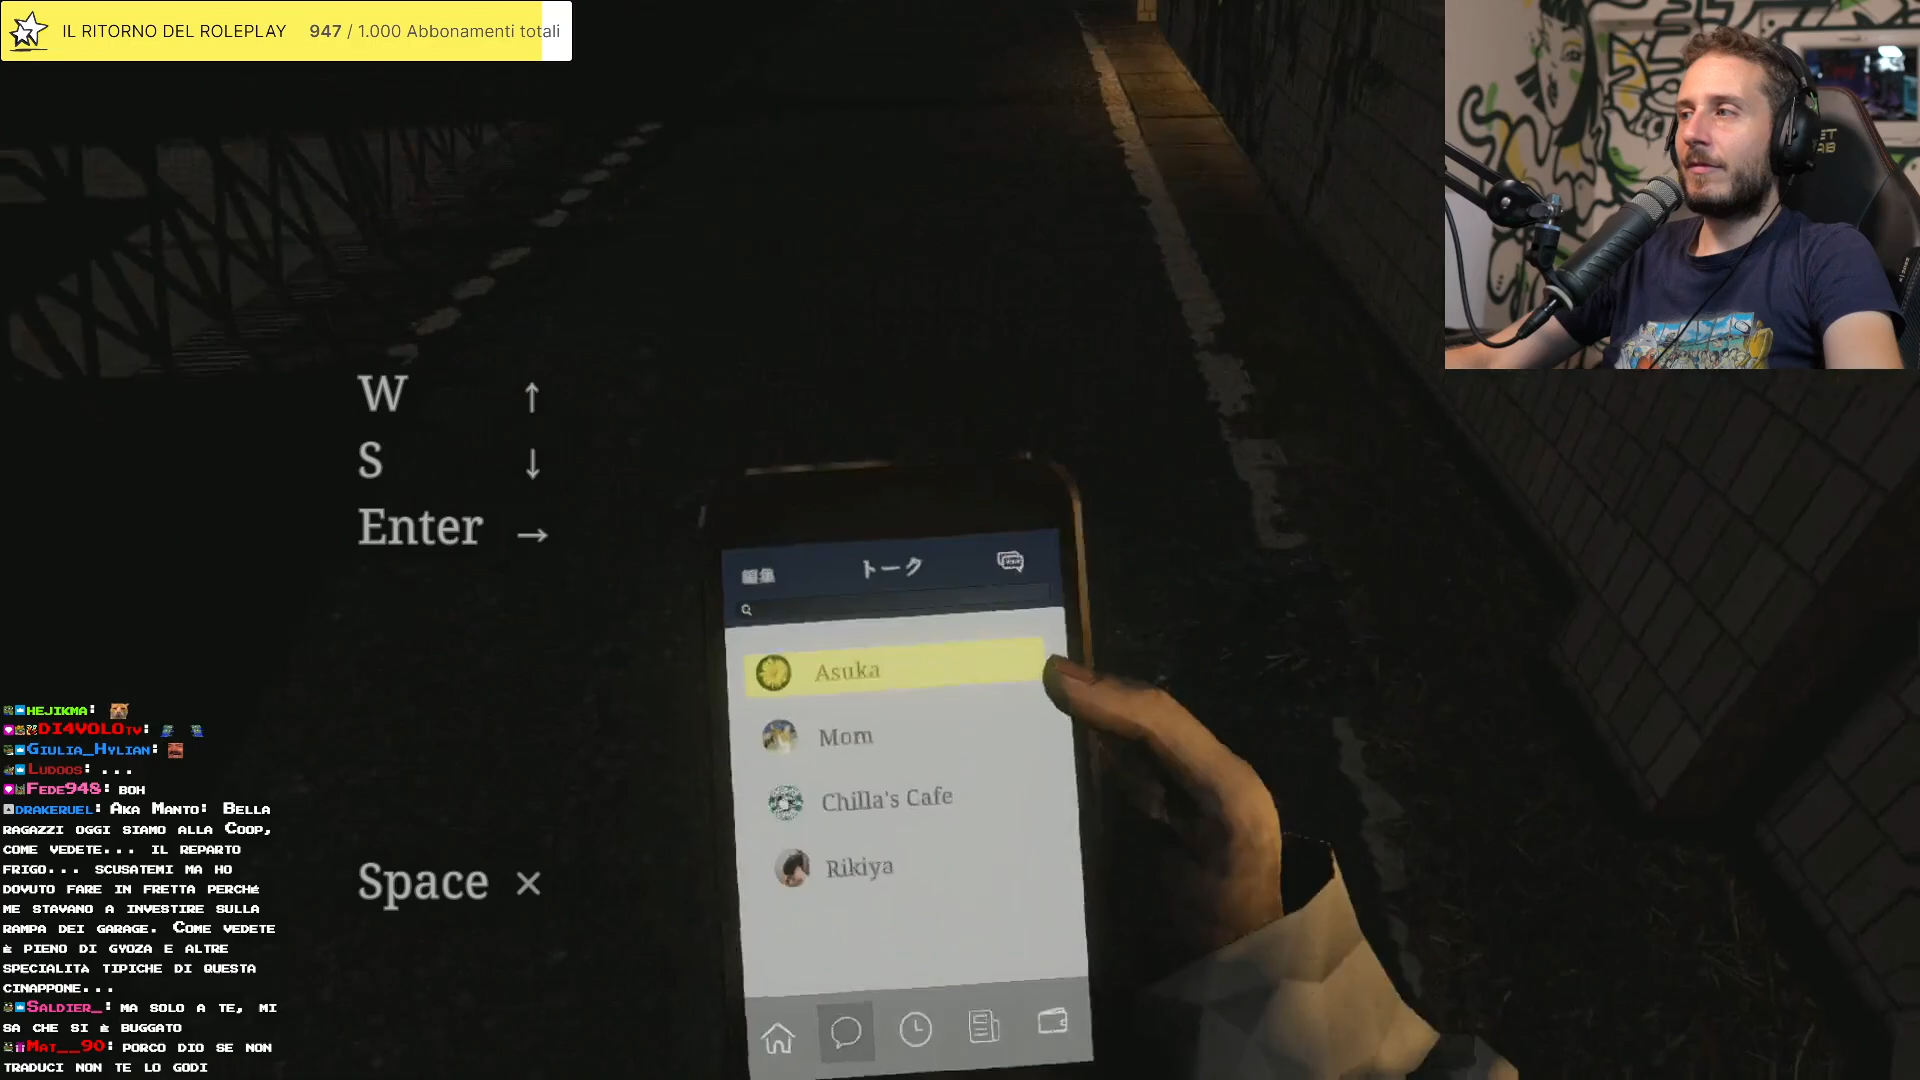 IL RITORNO DEL ROLEPLAY 947 / 1.000 Abbonamenti totali
W ↑
S ↓
Enter →
Space ×
編集 トーク
Asuka
Mom
Chilla's Cafe
Rikiya
HEJIKMA:
DI4VOLOTV:
GIULIA_HYLIAN:
LUDOOS: ...
FEDE948: BOH
DRAKERUEL: AKA MANTO: BELLA
RAGAZZI OGGI SIAMO ALLA COOP,
COME VEDETE... IL REPARTO
FRIGO... SCUSATEMI MA HO
DOVUTO FARE IN FRETTA PERCHÉ
ME STAVANO A INVESTIRE SULLA
RAMPA DEI GARAGE. COME VEDETE
È PIENO DI GYOZA E ALTRE
SPECIALITÀ TIPICHE DI QUESTA
CINAPPONE...
SALDIER_: MA SOLO A TE, MI
SA CHE SI È BUGGATO
MAT__90: PORCO DIO SE NON
TRADUCI NON TE LO GODI